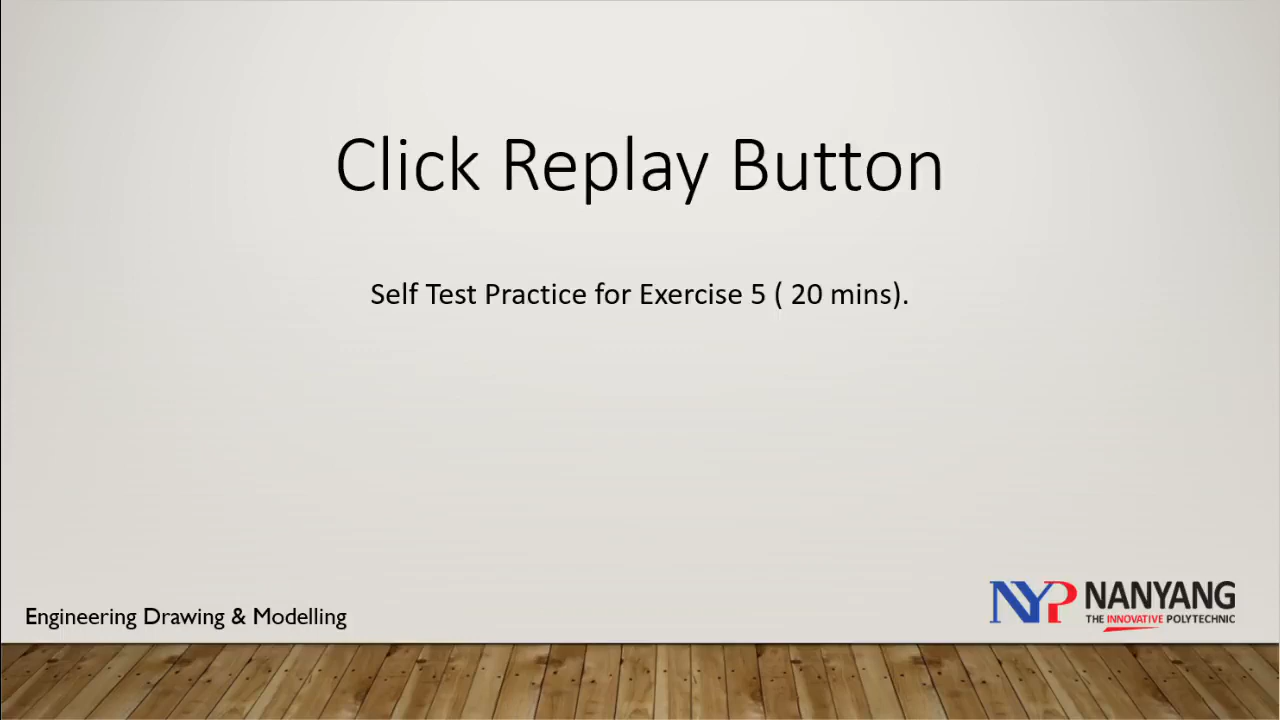 Click Replay Button
Self Test Practice for Exercise 5 ( 20 mins).
Engineering Drawing & Modelling
NYP NANYANG
THE INNOVATIVE POLYTECHNIC